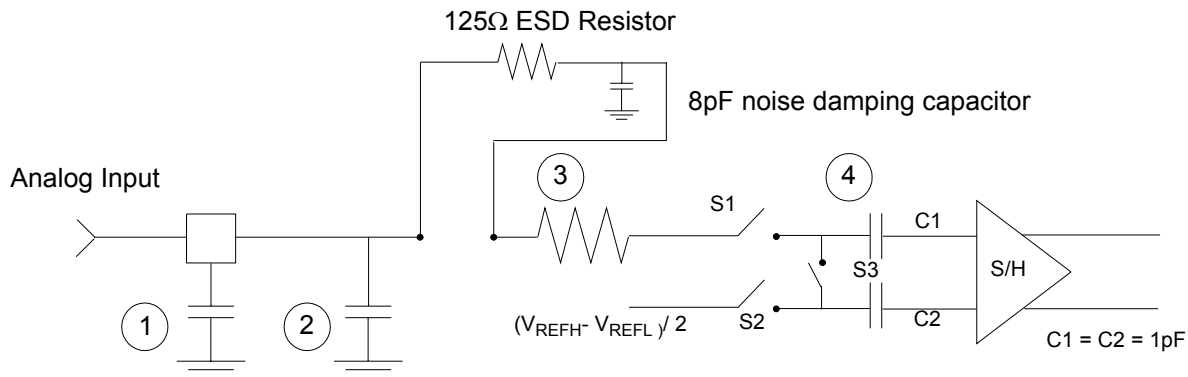 125Ω ESD Resistor
8pF noise damping capacitor
Analog Input
3
4
S1
C1
S3
S/H
1
2
(VREFH- VREFL )/ 2
S2
C2
C1 = C2 = 1pF